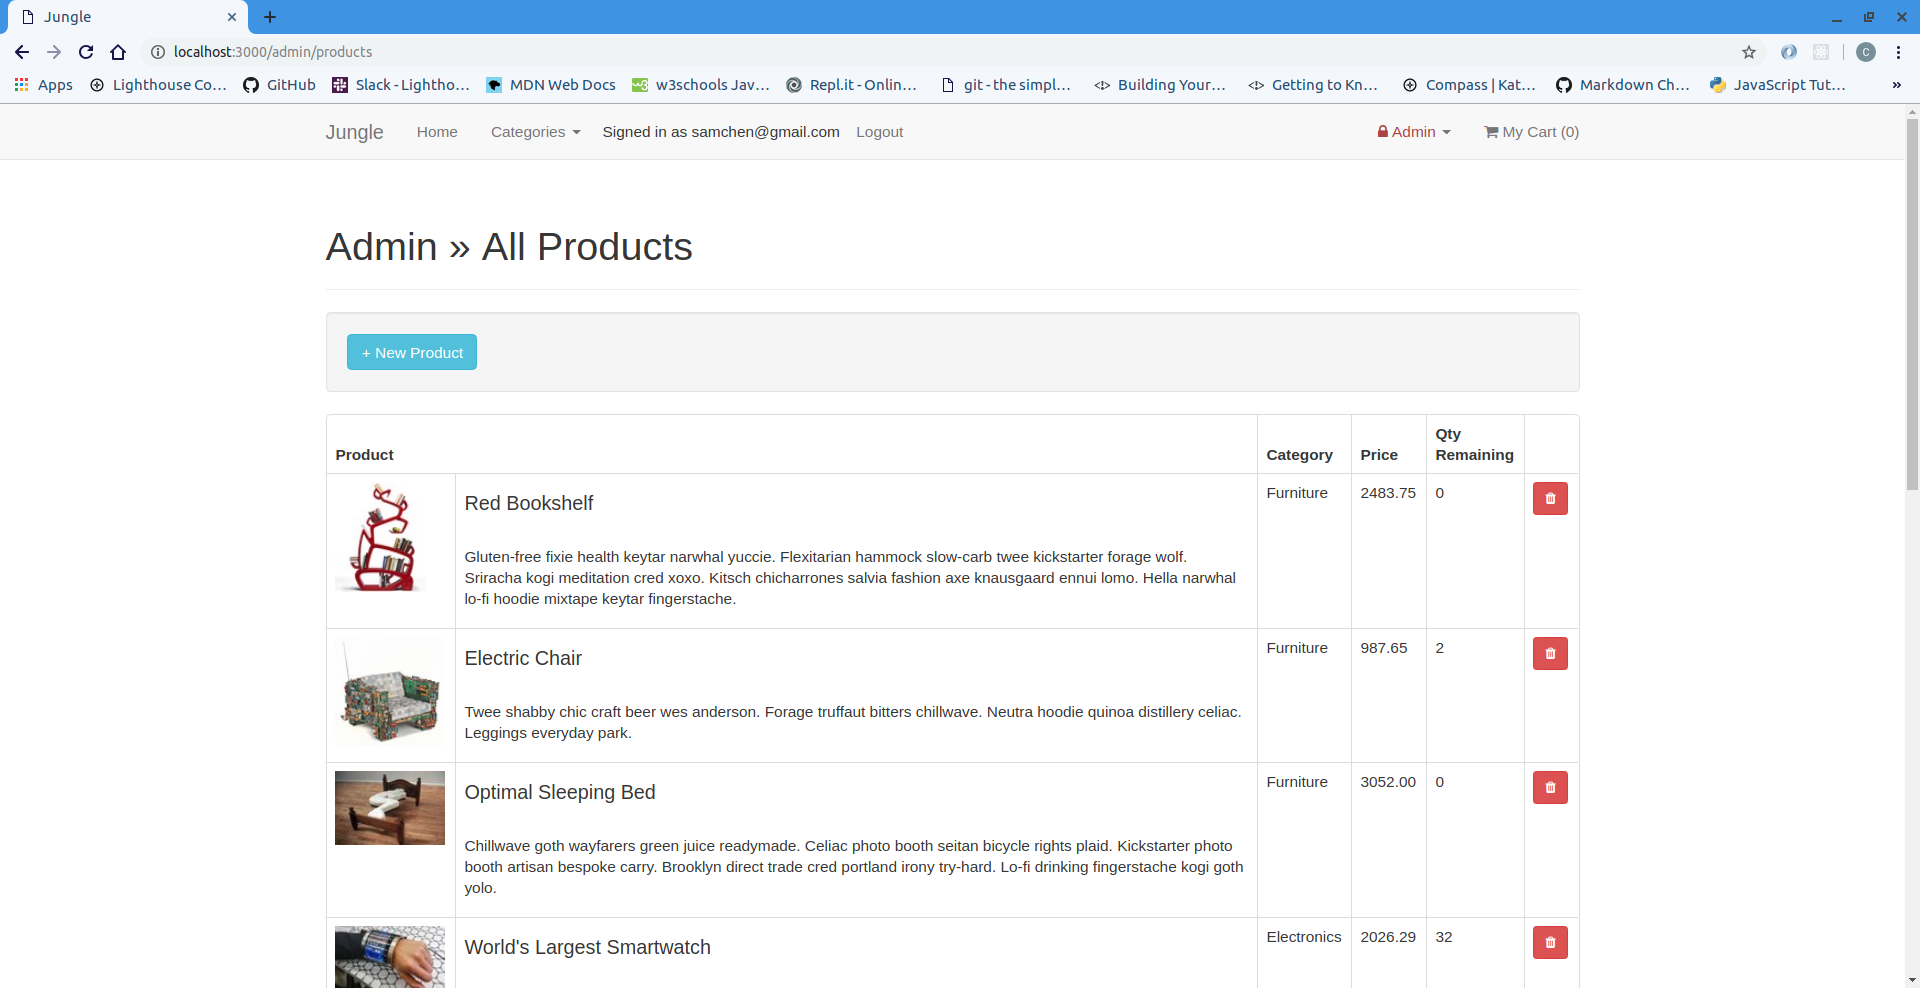 Jungle
localhost:3000/admin/products
C
Apps
Lighthouse Co...
GitHub
Slack - Lightho...
MDN Web Docs
w3schools Jav...
Repl.it - Onlin...
git - the simpl...
Building Your...
Getting to Kn...
Compass | Kat...
Markdown Ch...
JavaScript Tut...
»
Jungle Home Categories Signed in as samchen@gmail.com Logout Admin My Cart (0)
Admin » All Products
+ New Product
Product Category Price Qty Remaining
Red Bookshelf Furniture 2483.75 0
Gluten-free fixie health keytar narwhal yuccie. Flexitarian hammock slow-carb twee kickstarter forage wolf.
Sriracha kogi meditation cred xoxo. Kitsch chicharrones salvia fashion axe knausgaard ennui lomo. Hella narwhal
lo-fi hoodie mixtape keytar fingerstache.
Electric Chair Furniture 987.65 2
Twee shabby chic craft beer wes anderson. Forage truffaut bitters chillwave. Neutra hoodie quinoa distillery celiac.
Leggings everyday park.
Optimal Sleeping Bed Furniture 3052.00 0
Chillwave goth wayfarers green juice readymade. Celiac photo booth seitan bicycle rights plaid. Kickstarter photo
booth artisan bespoke carry. Brooklyn direct trade cred portland irony try-hard. Lo-fi drinking fingerstache kogi goth
yolo.
World's Largest Smartwatch Electronics 2026.29 32